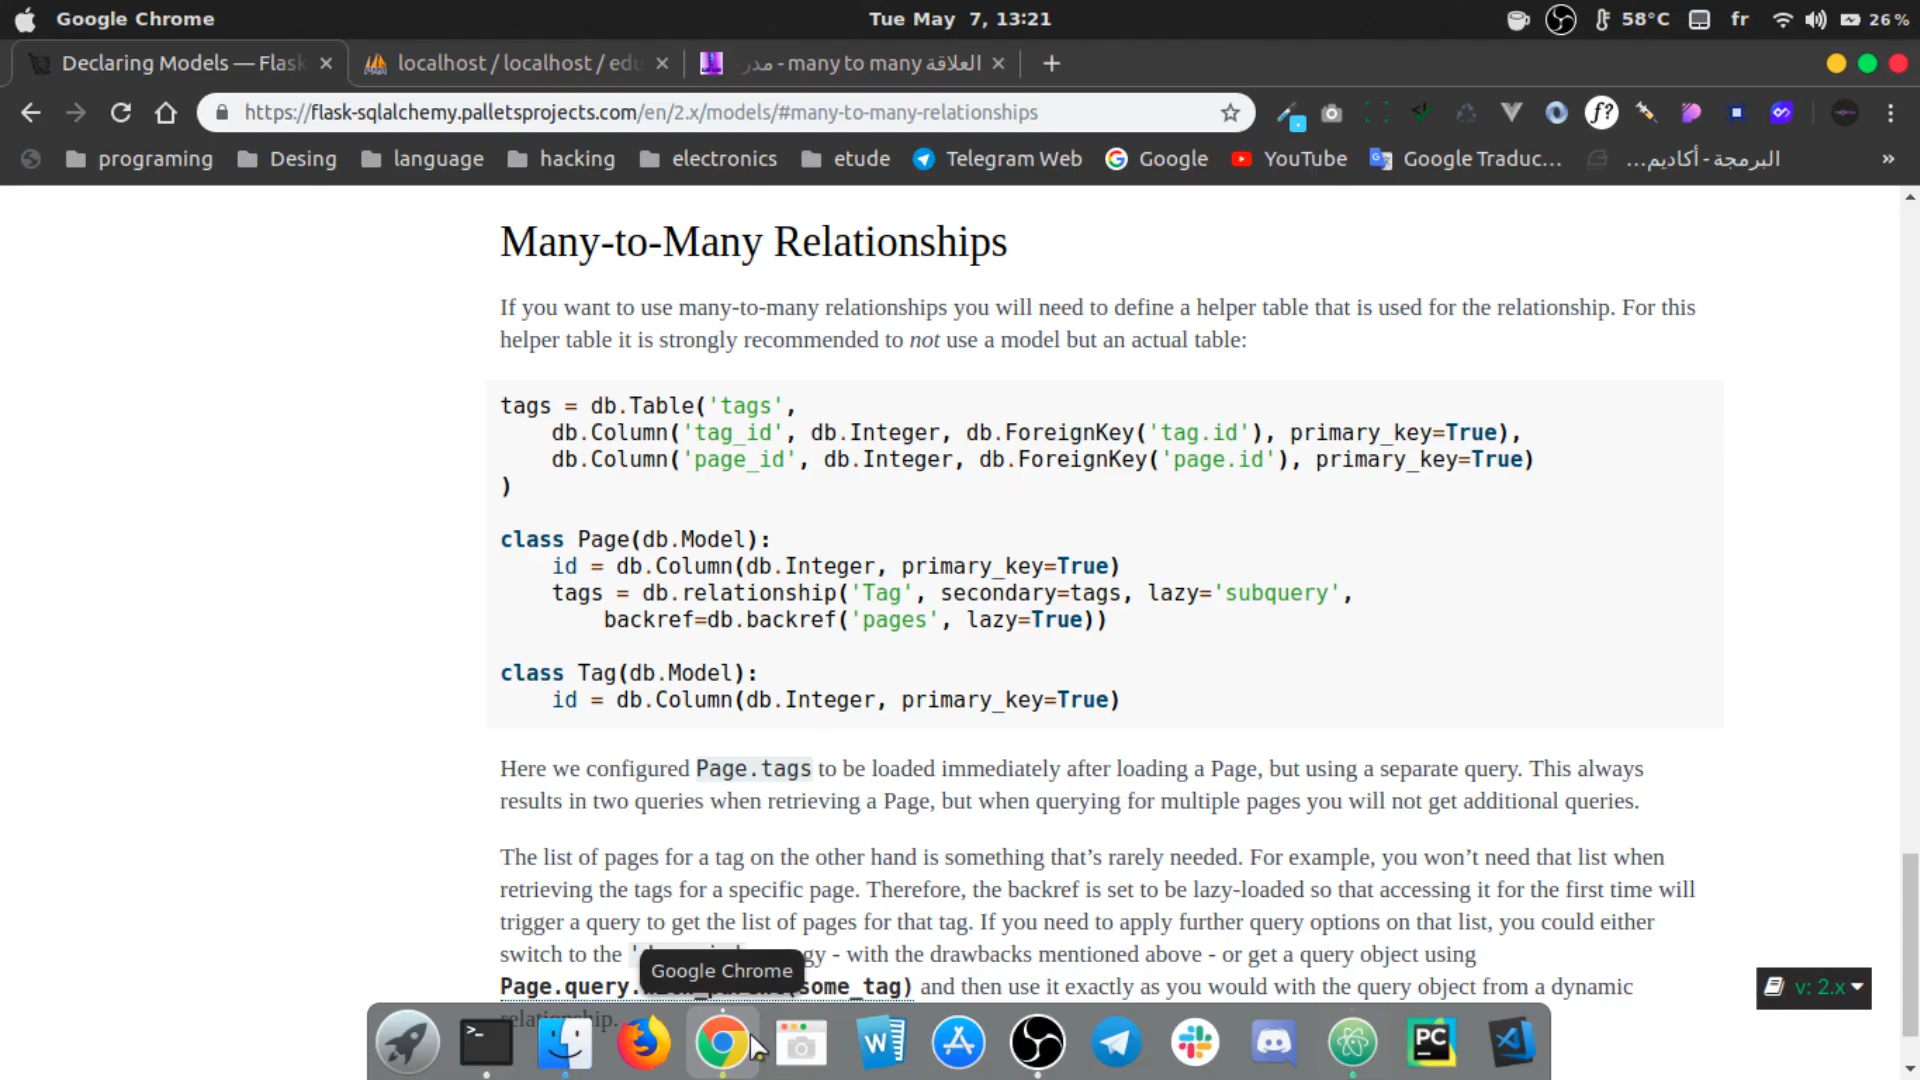 Google Chrome
Tue May 7, 13:21
58°C
fr
26%
Declaring Models — Flask
localhost / localhost / edu
العلاقة many to many - مدر
https://flask-sqlalchemy.palletsprojects.com/en/2.x/models/#many-to-many-relationships
f?
programing
Desing
language
hacking
electronics
etude
Telegram Web
Google
YouTube
Google Traduc...
البرمجة - أكاديم...
»
Many-to-Many Relationships
If you want to use many-to-many relationships you will need to define a helper table that is used for the relationship. For this
helper table it is strongly recommended to not use a model but an actual table:
tags = db.Table('tags',
    db.Column('tag_id', db.Integer, db.ForeignKey('tag.id'), primary_key=True),
    db.Column('page_id', db.Integer, db.ForeignKey('page.id'), primary_key=True)
)
class Page(db.Model):
    id = db.Column(db.Integer, primary_key=True)
    tags = db.relationship('Tag', secondary=tags, lazy='subquery',
        backref=db.backref('pages', lazy=True))
class Tag(db.Model):
    id = db.Column(db.Integer, primary_key=True)
Here we configured Page.tags to be loaded immediately after loading a Page, but using a separate query. This always
results in two queries when retrieving a Page, but when querying for multiple pages you will not get additional queries.
The list of pages for a tag on the other hand is something that's rarely needed. For example, you won't need that list when
retrieving the tags for a specific page. Therefore, the backref is set to be lazy-loaded so that accessing it for the first time will
trigger a query to get the list of pages for that tag. If you need to apply further query options on that list, you could either
switch to the gy - with the drawbacks mentioned above - or get a query object using
Google Chrome
Page.query. some_tag) and then use it exactly as you would with the query object from a dynamic
relationship.
v: 2.x
>_
W
PC